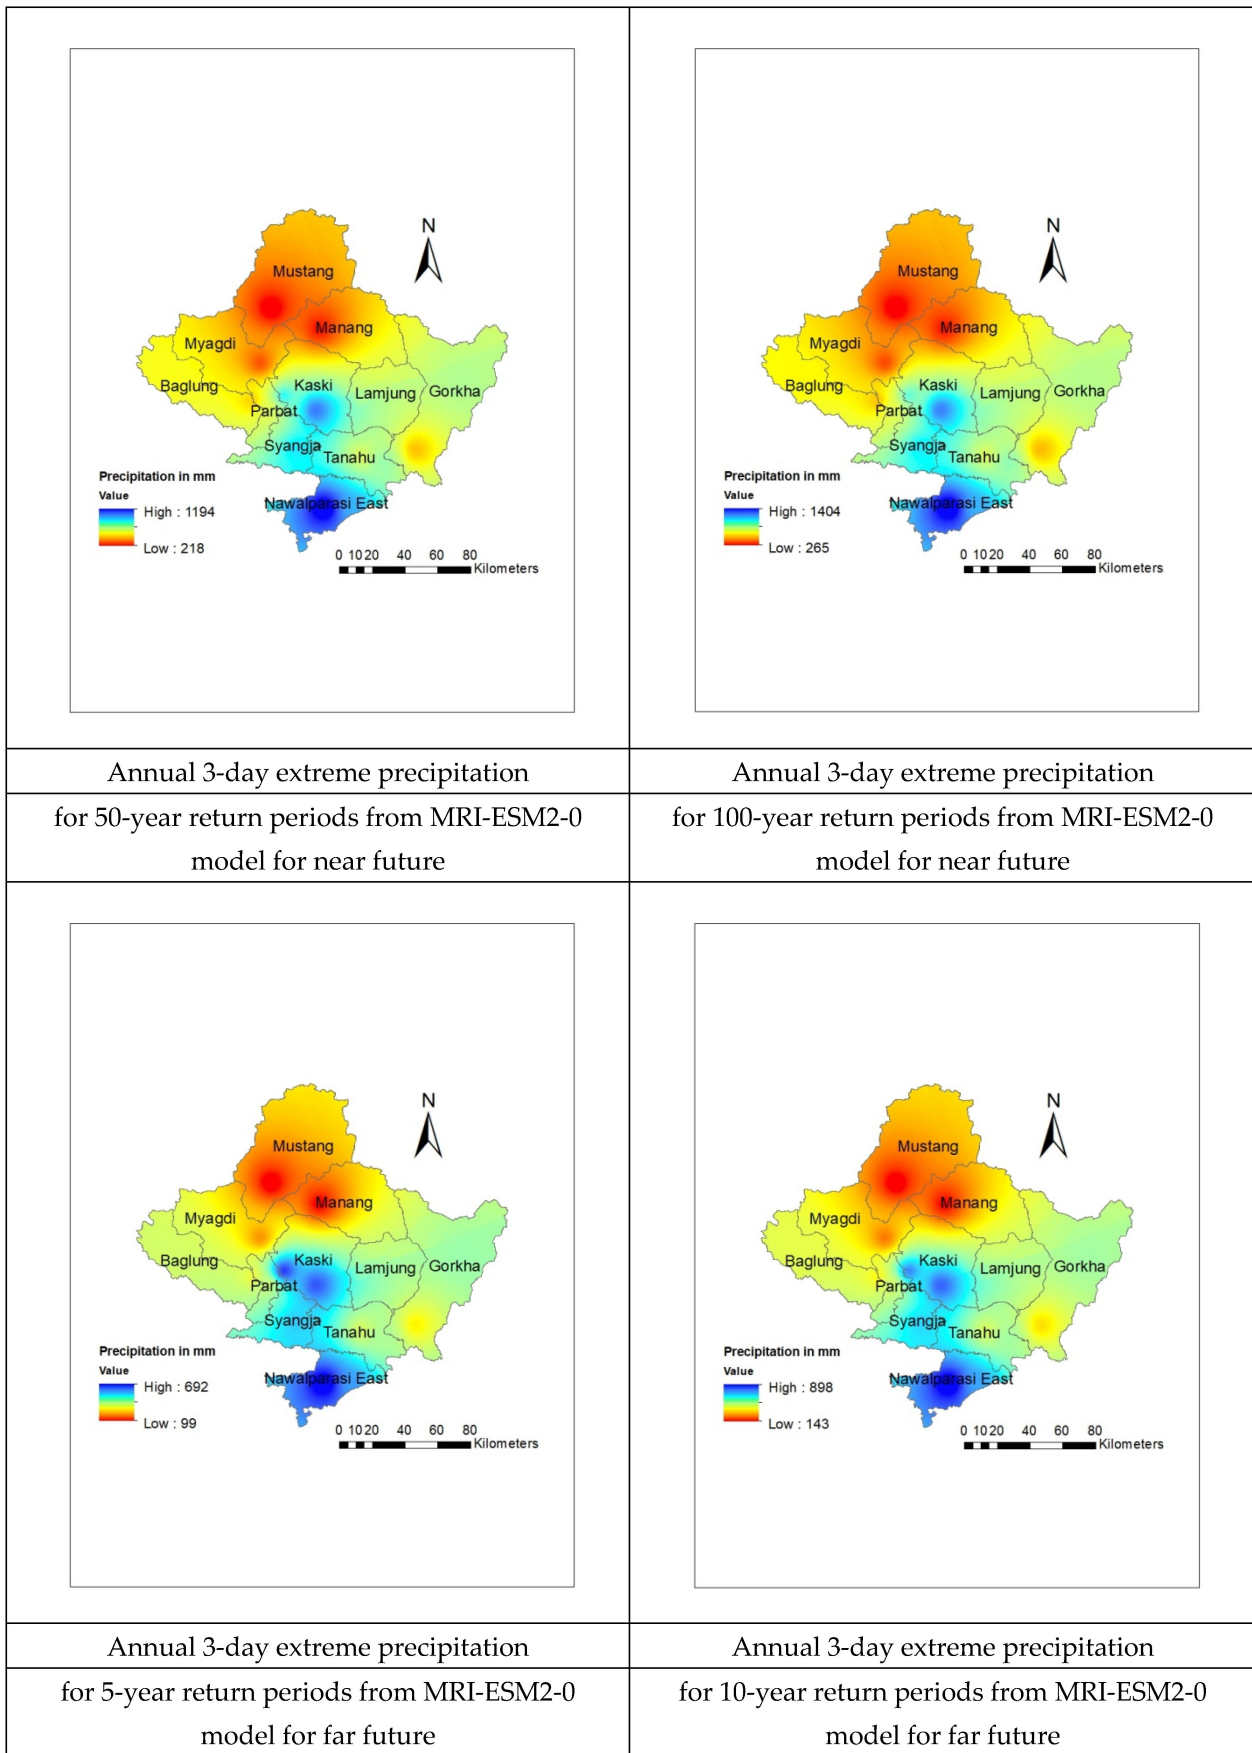 N
Mustang
Manang
Myagdi
Baglung
Kaski
Lamjung
Gorkha
Parbat
Syangja
Tanahu
Nawalparasi East
Precipitation in mm
Value
High : 1194
Low : 218
0 10 20 40 60 80
Kilometers
N
Mustang
Manang
Myagdi
Baglung
Kaski
Lamjung
Gorkha
Parbat
Syangja
Tanahu
Nawalparasi East
Precipitation in mm
Value
High : 1404
Low : 265
0 10 20 40 60 80
Kilometers
Annual 3-day extreme precipitation
for 50-year return periods from MRI-ESM2-0
model for near future
Annual 3-day extreme precipitation
for 100-year return periods from MRI-ESM2-0
model for near future
N
Mustang
Manang
Myagdi
Baglung
Kaski
Lamjung
Gorkha
Parbat
Syangja
Tanahu
Nawalparasi East
Precipitation in mm
Value
High : 692
Low : 99
0 10 20 40 60 80
Kilometers
N
Mustang
Manang
Myagdi
Baglung
Kaski
Lamjung
Gorkha
Parbat
Syangja
Tanahu
Nawalparasi East
Precipitation in mm
Value
High : 898
Low : 143
0 10 20 40 60 80
Kilometers
Annual 3-day extreme precipitation
for 5-year return periods from MRI-ESM2-0
model for far future
Annual 3-day extreme precipitation
for 10-year return periods from MRI-ESM2-0
model for far future